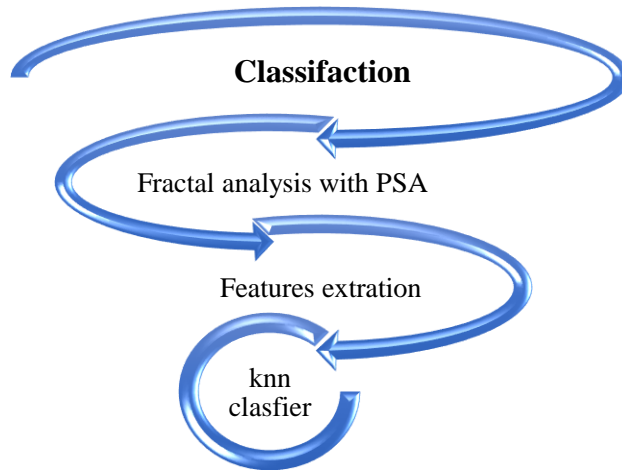 Classifaction
Fractal analysis with PSA
Features extration
knn
clasfier